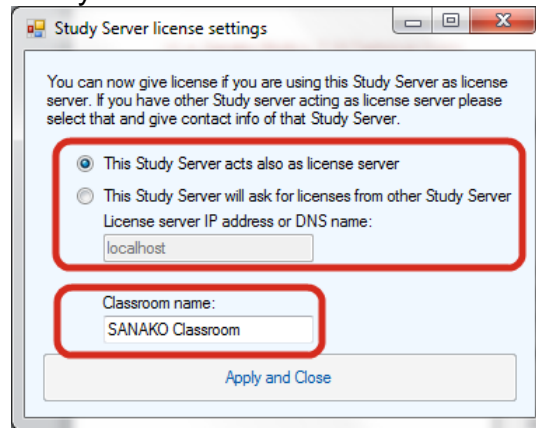 Study Server license settings
You can now give license if you are using this Study Server as license
server. If you have other Study server acting as license server please
select that and give contact info of that Study Server.
This Study Server acts also as license server
This Study Server will ask for licenses from other Study Server
License server IP address or DNS name:
localhost
Classroom name:
SANAKO Classroom
Apply and Close